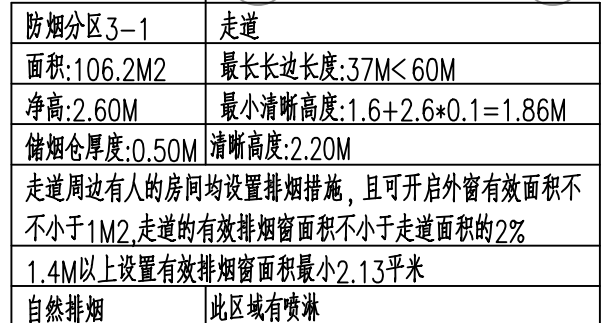 防烟分区3-1 走道
面积:106.2M2 最长长边长度:37M<60M
净高:2.60M 最小清晰高度:1.6+2.6*0.1=1.86M
储烟仓厚度:0.50M 清晰高度:2.20M
走道周边有人的房间均设置排烟措施，且可开启外窗有效面积不
不小于1M2,走道的有效排烟窗面积不小于走道面积的2%
1.4M以上设置有效排烟窗面积最小2.13平米
自然排烟 此区域有喷淋